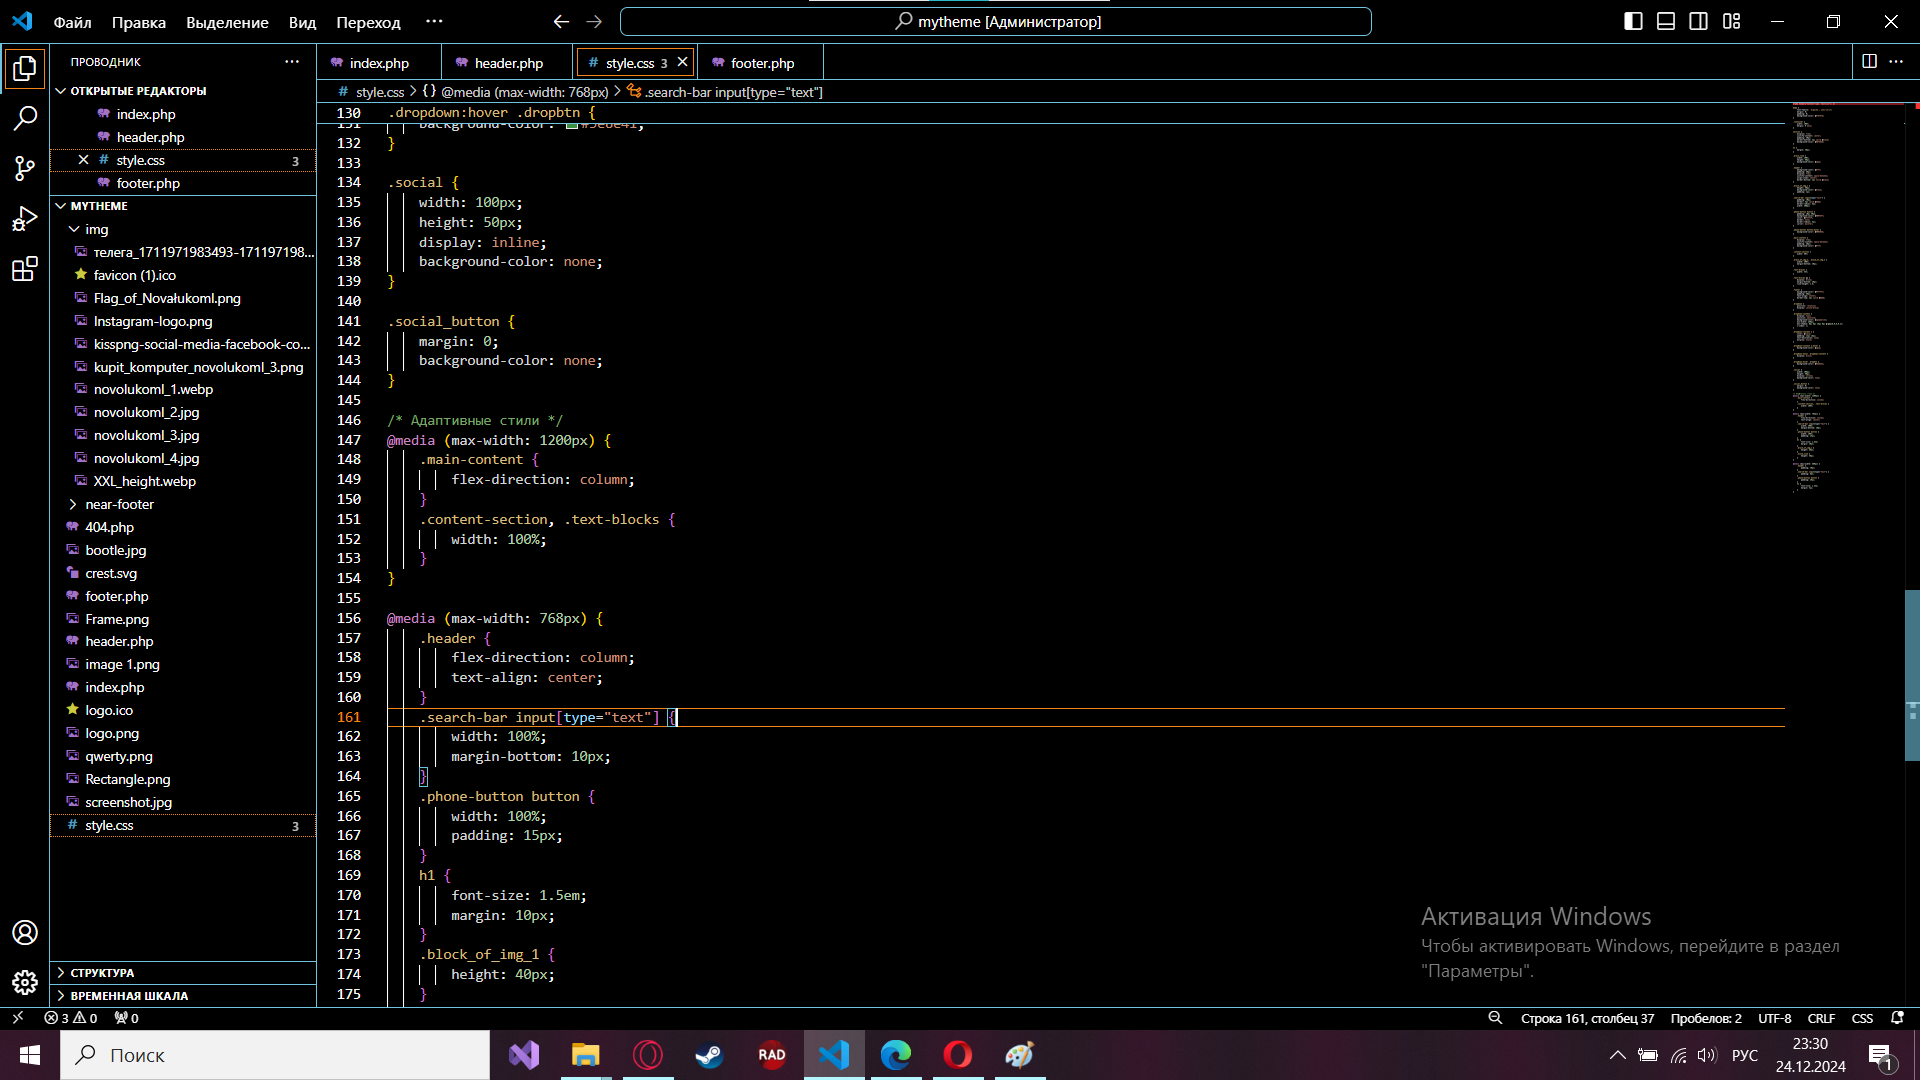 Файл Правка Выделение Вид Переход ···
mytheme [Администратор]
ПРОВОДНИК
ОТКРЫТЫЕ РЕДАКТОРЫ
index.php
header.php
style.css 3
footer.php
MYTHEME
img
телега_1711971983493-171197198...
favicon (1).ico
Flag_of_Novałukoml.png
Instagram-logo.png
kisspng-social-media-facebook-co...
kupit_komputer_novolukoml_3.png
novolukoml_1.webp
novolukoml_2.jpg
novolukoml_3.jpg
novolukoml_4.jpg
XXL_height.webp
near-footer
404.php
bootle.jpg
crest.svg
footer.php
Frame.png
header.php
image 1.png
index.php
logo.ico
logo.png
qwerty.png
Rectangle.png
screenshot.jpg
style.css 3
СТРУКТУРА
ВРЕМЕННАЯ ШКАЛА
index.php header.php # style.css 3 footer.php
# style.css > {} @media (max-width: 768px) > .search-bar input[type="text"]
130 .dropdown:hover .dropbtn {
131 background-color:
132 }
133
134 .social {
135 width: 100px;
136 height: 50px;
137 display: inline;
138 background-color: none;
139 }
140
141 .social_button {
142 margin: 0;
143 background-color: none;
144 }
145
146 /* Адаптивные стили */
147 @media (max-width: 1200px) {
148 .main-content {
149 flex-direction: column;
150 }
151 .content-section, .text-blocks {
152 width: 100%;
153 }
154 }
155
156 @media (max-width: 768px) {
157 .header {
158 flex-direction: column;
159 text-align: center;
160 }
161 .search-bar input[type="text"] {
162 width: 100%;
163 margin-bottom: 10px;
164 }
165 .phone-button button {
166 width: 100%;
167 padding: 15px;
168 }
169 h1 {
170 font-size: 1.5em;
171 margin: 10px;
172 }
173 .block_of_img_1 {
174 height: 40px;
175 }
Активация Windows
Чтобы активировать Windows, перейдите в раздел
"Параметры".
3 0 0
Строка 161, столбец 37 Пробелов: 2 UTF-8 CRLF CSS
Поиск
RAD
РУС
23:30
24.12.2024
1